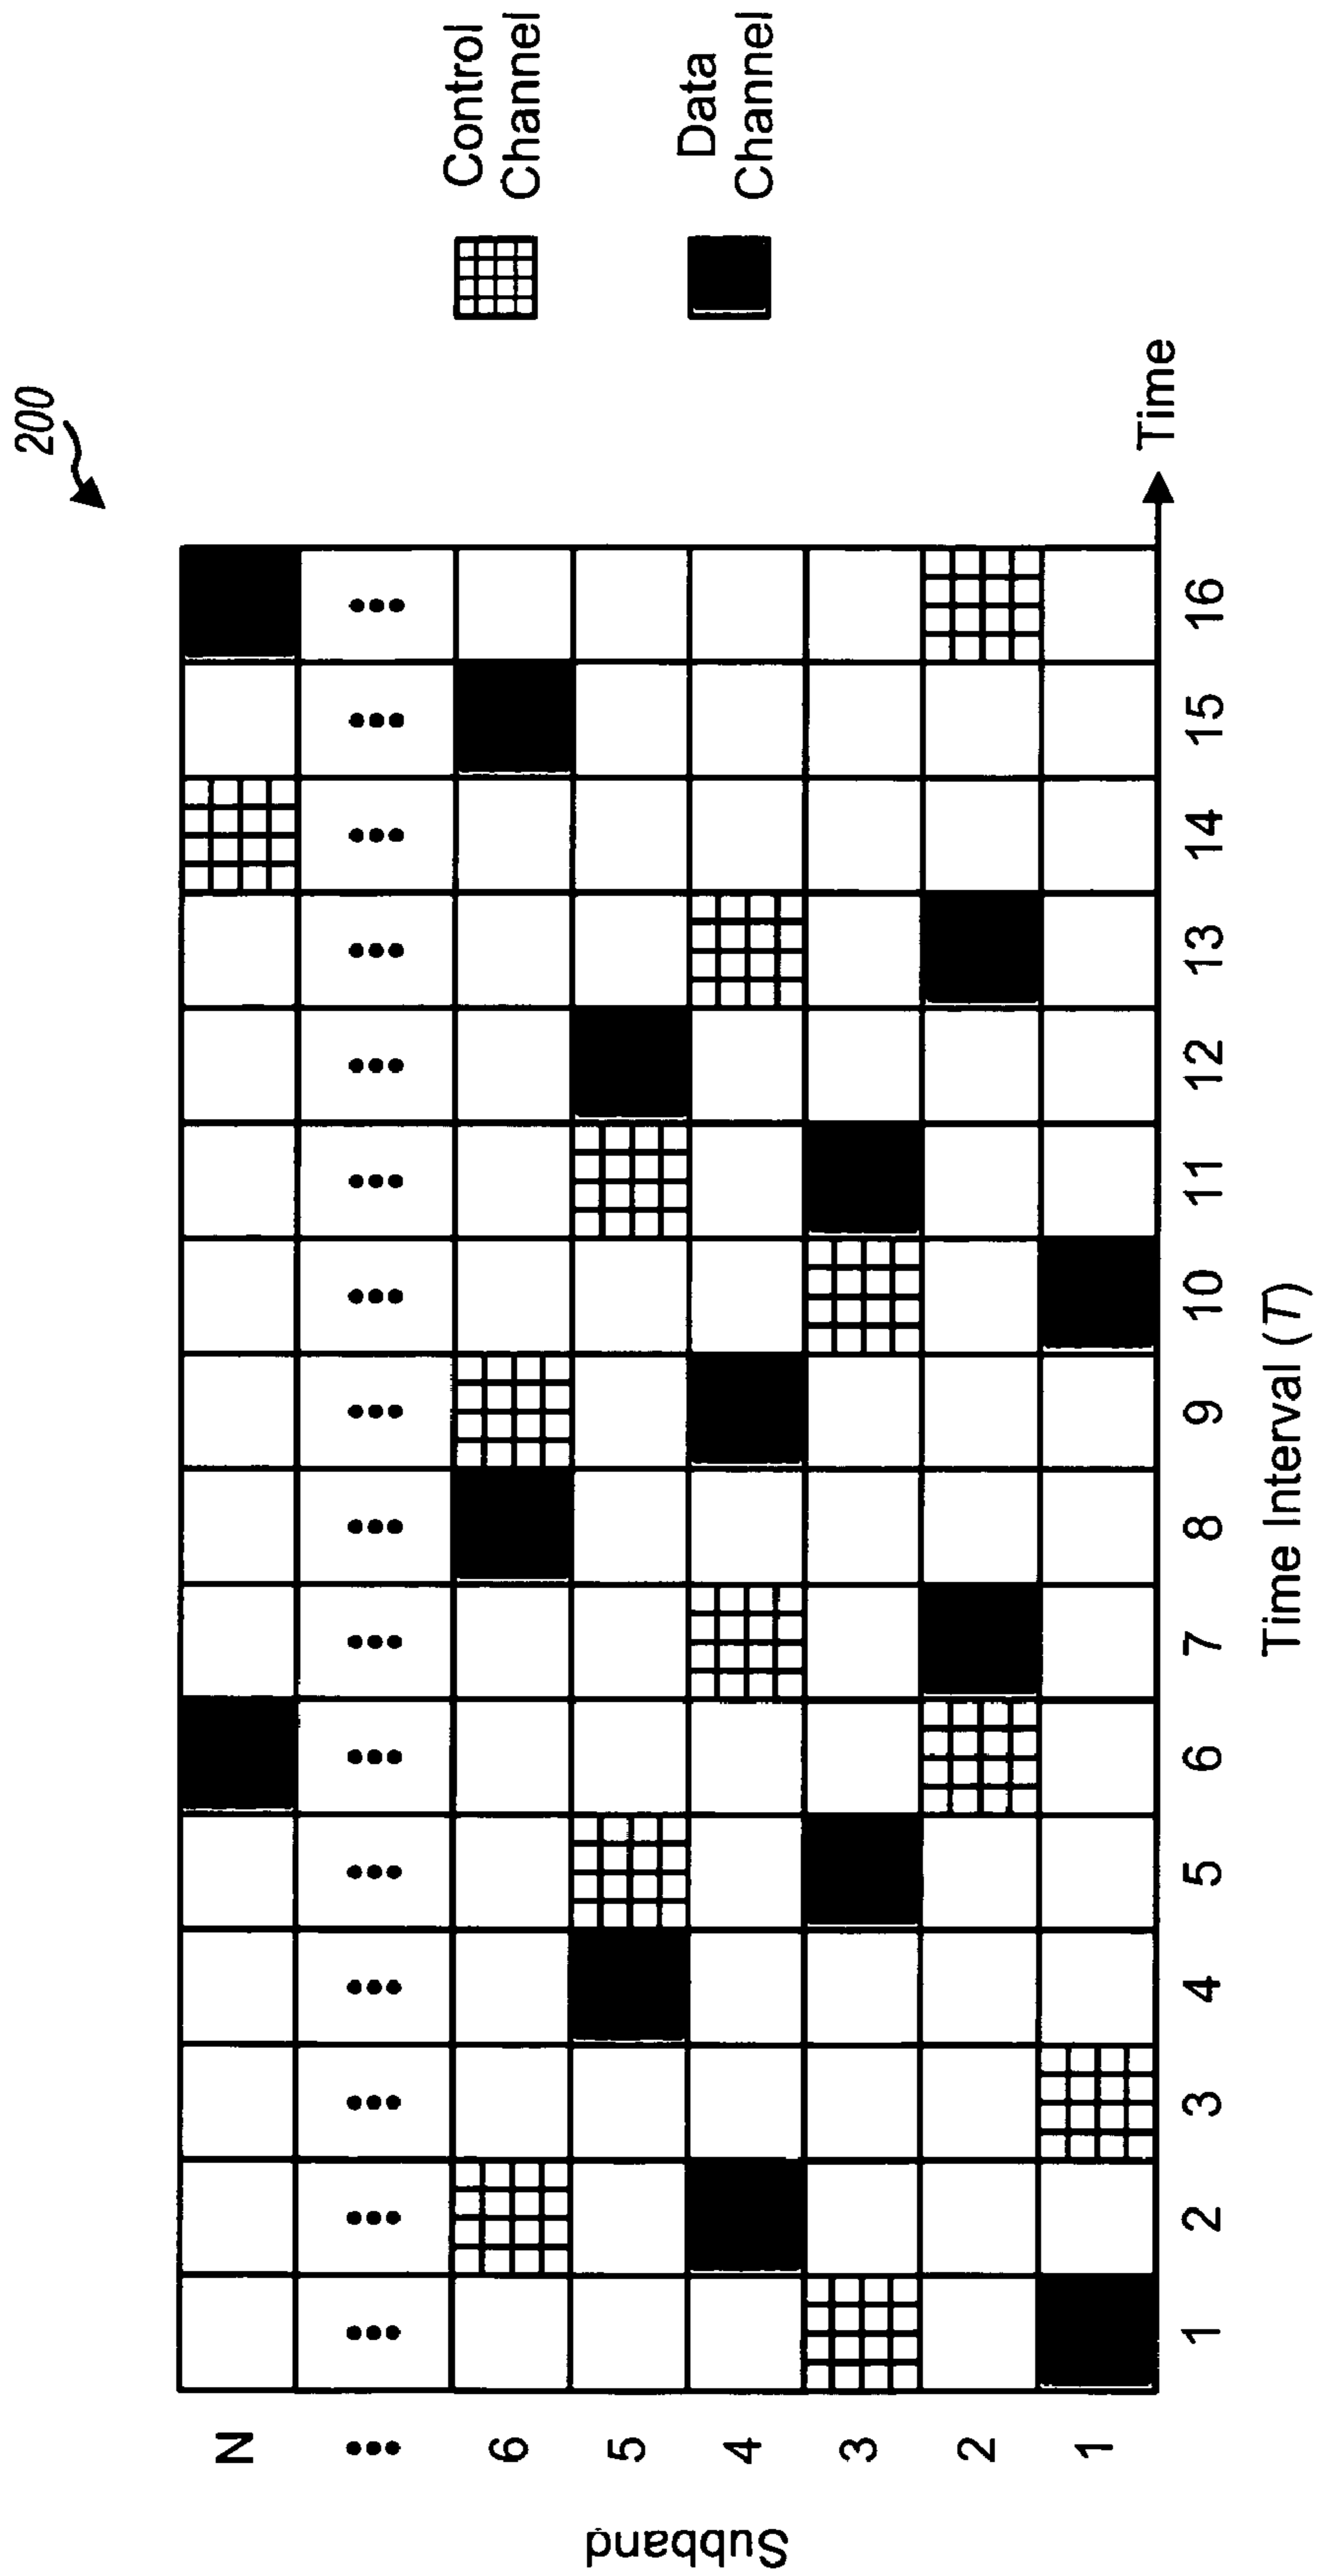 200
Subband
N
•••
6
5
4
3
2
1
••• ••• ••• ••• ••• ••• ••• ••• ••• ••• ••• ••• ••• ••• ••• •••
1 2 3 4 5 6 7 8 9 10 11 12 13 14 15 16
Time
Time Interval (T)
Control
Channel
Data
Channel